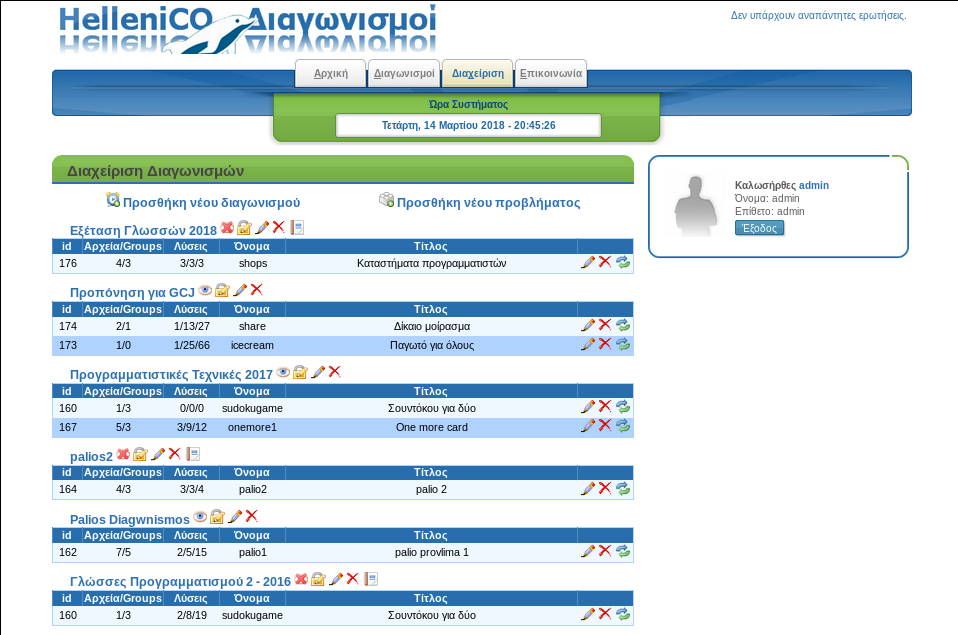 HelleniCO Διαγωνισμοί
Δεν υπάρχουν αναπάντητες ερωτήσεις.
Αρχική Διαγωνισμοί Διαχείριση Επικοινωνία
Ώρα Συστήματος
Τετάρτη, 14 Μαρτίου 2018 - 20:45:26
Διαχείριση Διαγωνισμών
Προσθήκη νέου διαγωνισμού Προσθήκη νέου προβλήματος
Εξέταση Γλωσσών 2018
id Αρχεία/Groups Λύσεις Όνομα Τίτλος
176 4/3 3/3/3 shops Καταστήματα προγραμματιστών
Προπόνηση για GCJ
id Αρχεία/Groups Λύσεις Όνομα Τίτλος
174 2/1 1/13/27 share Δίκαιο μοίρασμα
173 1/0 1/25/66 icecream Παγωτό για όλους
Προγραμματιστικές Τεχνικές 2017
id Αρχεία/Groups Λύσεις Όνομα Τίτλος
160 1/3 0/0/0 sudokugame Σουντόκου για δύο
167 5/3 3/9/12 onemore1 One more card
palios2
id Αρχεία/Groups Λύσεις Όνομα Τίτλος
164 4/3 3/3/4 palio2 palio 2
Palios Diagwnismos
id Αρχεία/Groups Λύσεις Όνομα Τίτλος
162 7/5 2/5/15 palio1 palio provlima 1
Γλώσσες Προγραμματισμού 2 - 2016
id Αρχεία/Groups Λύσεις Όνομα Τίτλος
160 1/3 2/8/19 sudokugame Σουντόκου για δύο
Καλωσήρθες admin
Όνομα: admin
Επίθετο: admin
Έξοδος